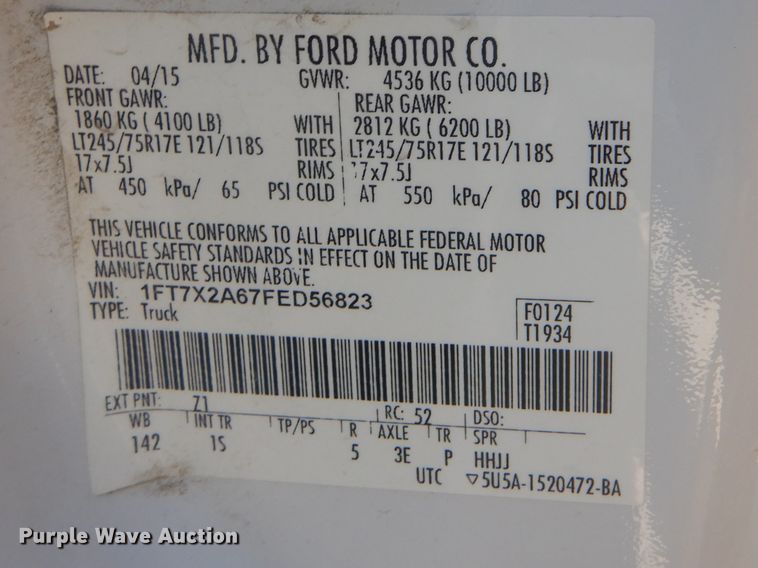 MFD. BY FORD MOTOR CO.
DATE: 04/15 GVWR: 4536 KG (10000 LB)
FRONT GAWR: REAR GAWR:
1860 KG ( 4100 LB) WITH 2812 KG ( 6200 LB) WITH
LT245/75R17E 121/118S TIRES LT245/75R17E 121/118S TIRES
17x7.5J RIMS 17x7.5J RIMS
AT 450 kPa/ 65 PSI COLD AT 550 kPa/ 80 PSI COLD
THIS VEHICLE CONFORMS TO ALL APPLICABLE FEDERAL MOTOR
VEHICLE SAFETY STANDARDS IN EFFECT ON THE DATE OF
MANUFACTURE SHOWN ABOVE.
VIN: 1FT7X2A67FED56823
TYPE: Truck
F0124
T1934
EXT PNT: Z1 RC: 52 DSO:
WB INT TR TP/PS R AXLE TR SPR
142 1S 5 3E P HHJJ
UTC ▽5U5A-1520472-BA
Purple Wave Auction